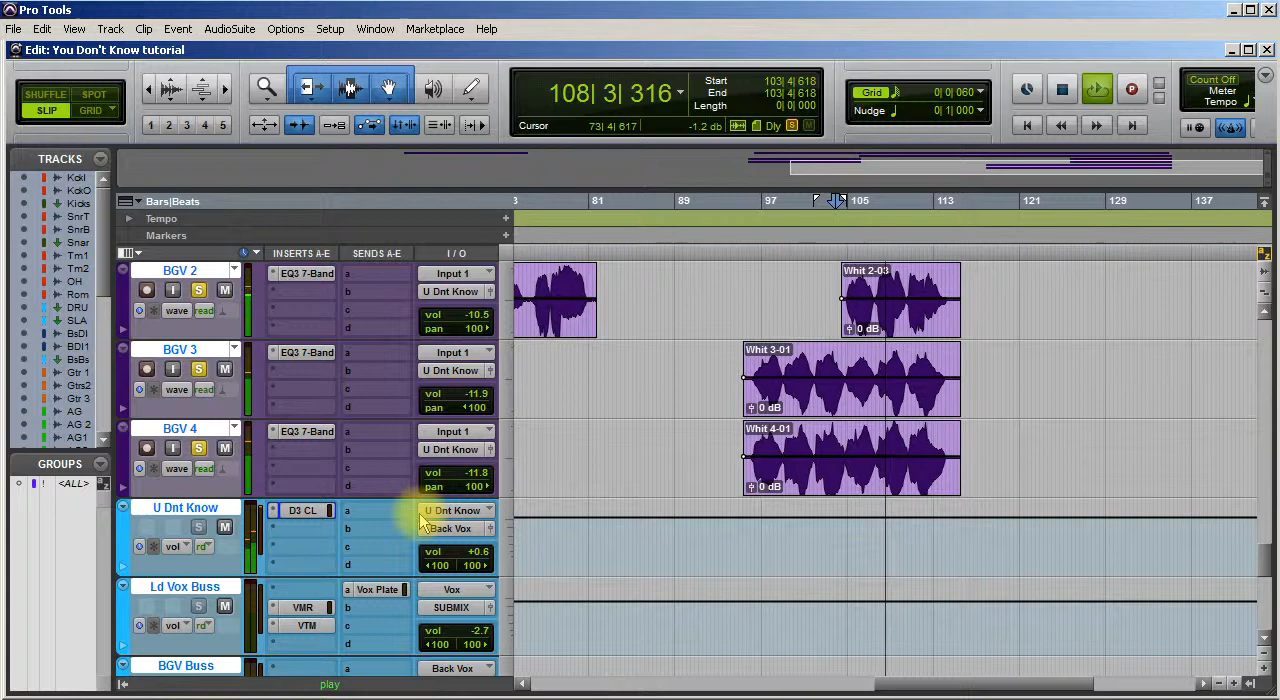 Pro Tools
File Edit View Track Clip Event AudioSuite Options Setup Window Marketplace Help
Edit: You Don't Know tutorial
SHUFFLE SPOT
SLIP GRID
1 2 3 4 5
108| 3| 316
Start 103| 4| 618
End 103| 4| 618
Length 0| 0| 000
Cursor 73| 4| 617 -1.2 db Dly S M
Grid 0| 0| 060
Nudge 0| 1| 000
Count Off
Meter
Tempo
TRACKS
KckI
KckO
Kicks
SnrT
SnrB
Snar
Tm1
Tm2
OH
Rom
DRU
SLA
BsDI
BDI1
BsBs
Gtr 1
Gtrs2
Gtr 3
AG
AG 2
AG1
GROUPS
! <ALL> a z
Bars|Beats
81 89 97 105 113 121 129 137
Tempo +
Markers +
INSERTS A-E SENDS A-E I / O
BGV 2
I S M
wave read
EQ3 7-Band
a
b
c
d
Input 1
U Dnt Know
vol -10.5
pan 100
Whit 2-03
0 dB
BGV 3
I S M
wave read
EQ3 7-Band
a
b
c
d
Input 1
U Dnt Know
vol -11.9
pan 100
Whit 3-01
0 dB
BGV 4
I S M
wave read
EQ3 7-Band
a
b
c
d
Input 1
U Dnt Know
vol -11.8
pan 100
Whit 4-01
0 dB
U Dnt Know
S M
vol rd
D3 CL
a
b
c
d
U Dnt Know
Back Vox
vol +0.6
100 100
Ld Vox Buss
S M
vol rd
VMR
VTM
a Vox Plate
b
c
d
Vox
SUBMIX
vol -2.7
100 100
BGV Buss
a
Back Vox
play